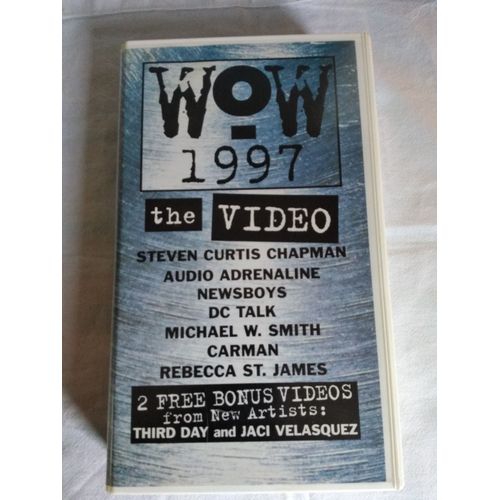 WOW
1997
the VIDEO
STEVEN CURTIS CHAPMAN
AUDIO ADRENALINE
NEWSBOYS
DC TALK
MICHAEL W. SMITH
CARMAN
REBECCA ST. JAMES
2 FREE BONUS VIDEOS
from New Artists:
THIRD DAY and JACI VELASQUEZ